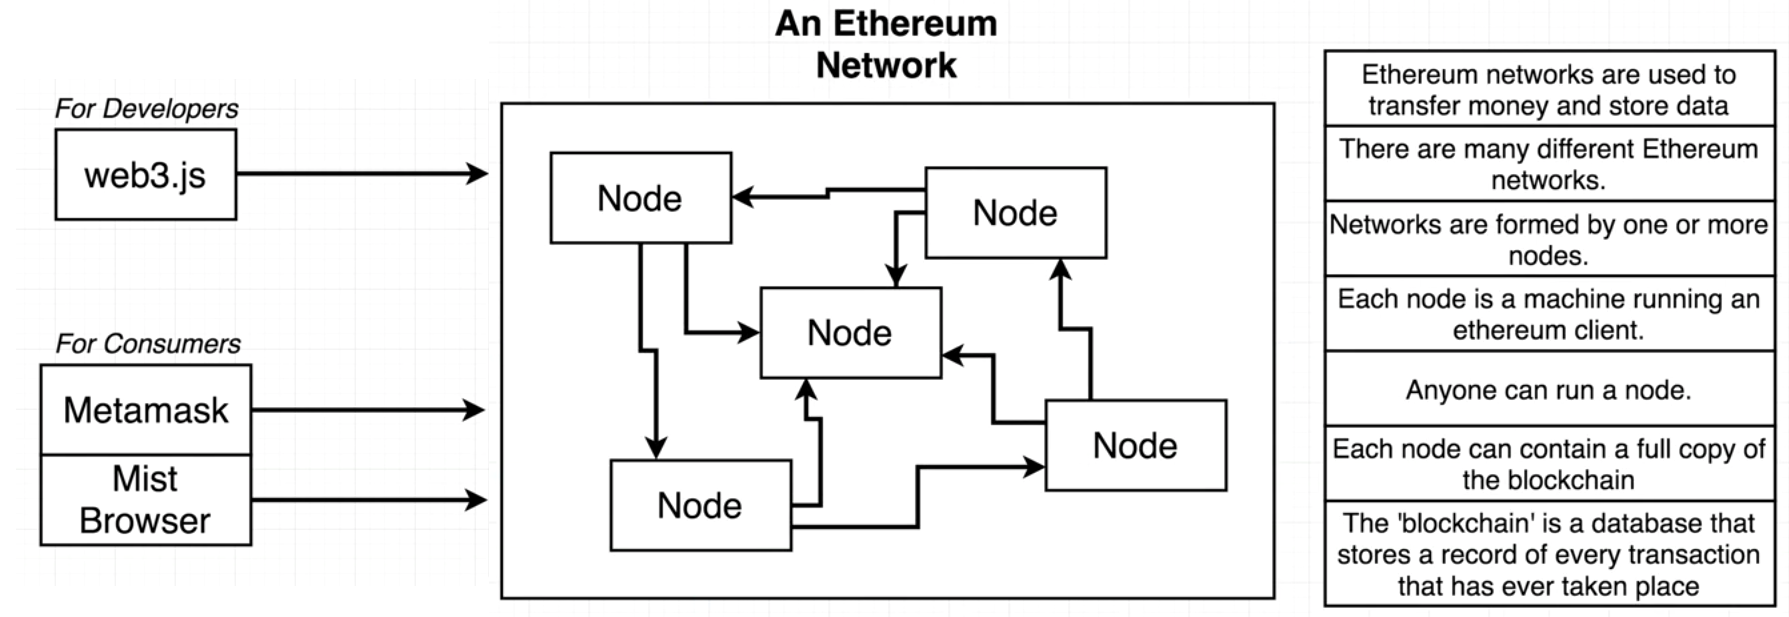 An Ethereum
Network
For Developers
web3.js
For Consumers
Metamask
Mist
Browser
Node
Node
Node
Node
Node
Ethereum networks are used to
transfer money and store data
There are many different Ethereum
networks.
Networks are formed by one or more
nodes.
Each node is a machine running an
ethereum client.
Anyone can run a node.
Each node can contain a full copy of
the blockchain
The 'blockchain' is a database that
stores a record of every transaction
that has ever taken place